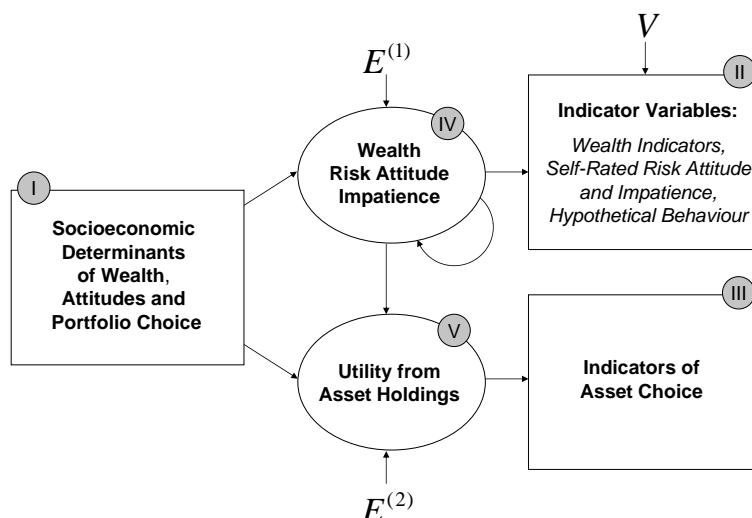 V
E(1)
II
Indicator Variables:
Wealth Indicators,
Self-Rated Risk Attitude
and Impatience,
Hypothetical Behaviour
IV
Wealth
Risk Attitude
Impatience
I
Socioeconomic
Determinants
of Wealth,
Attitudes and
Portfolio Choice
III
Indicators of
Asset Choice
V
Utility from
Asset Holdings
E(2)